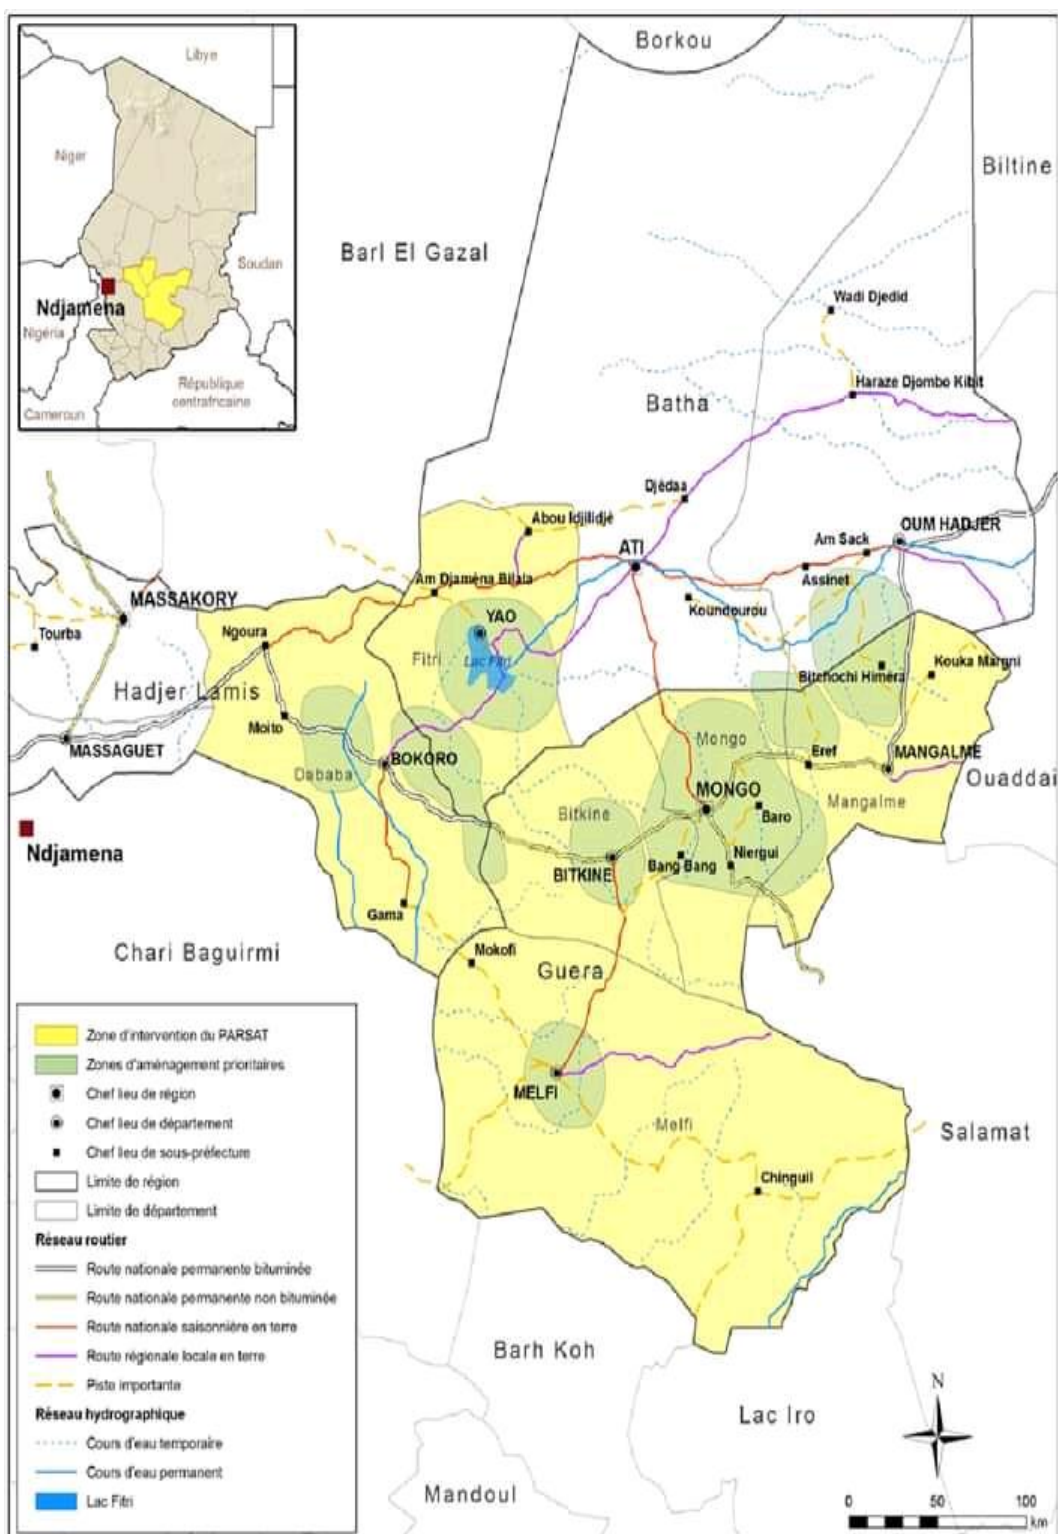 Libye
Niger
Soudan
Ndjamena
Nigéria
République
centrafricaine
Cameroun
Borkou
Biltine
Barl El Gazal
Wadi Djedid
Haraze Djombo Kibit
Batha
Djédaa
Abou Idjilidjé
OUM HADJER
ATI
Am Sack
Am Djaména Bilala
Assinet
MASSAKORY
Koundourou
YAO
Ngoura
Tourba
Fitri
Lac Fitri
Kouka Margni
Bitchochi Himéra
Hadjer Lamis
Moito
Mongo
MASSAGUET
BOKORO
Eref
MANGALME
Dababa
Ouaddai
MONGO
Mangalme
Bitkine
Baro
Ndjamena
Niergui
BITKINE
Bang Bang
Gama
Chari Baguirmi
Mokofi
Guera
MELFI
Melfi
Salamat
Chinguil
Barh Koh
Lac Iro
Mandoul
Zone d'intervention du PARSAT
Zones d'aménagement prioritaires
Chef lieu de région
Chef lieu de département
Chef lieu de sous-préfecture
Limite de région
Limite de département
Réseau routier
Route nationale permanente bituminée
Route nationale permanente non bituminée
Route nationale saisonnière en terre
Route régionale locale en terre
Piste importante
Réseau hydrographique
Cours d'eau temporaire
Cours d'eau permanent
Lac Fitri
N
0 50 100
km